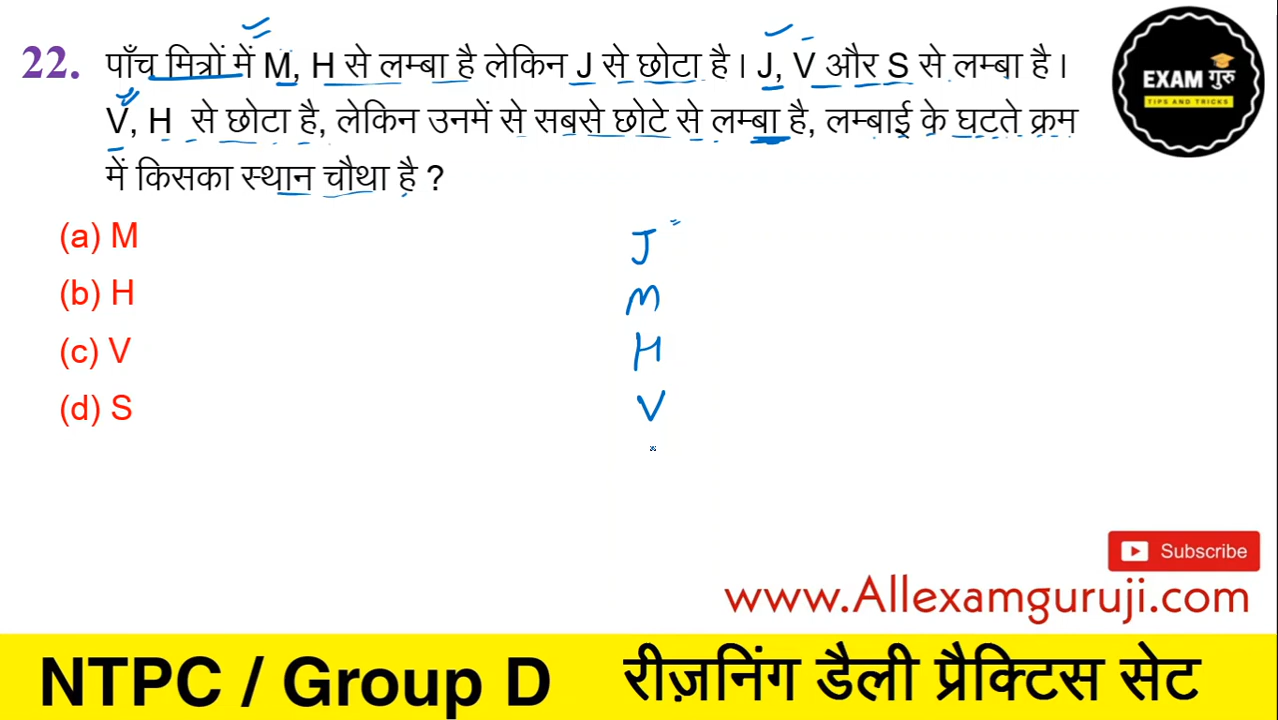 22. पाँच मित्रों में M, H से लम्बा है लेकिन J से छोटा है। J, V और S से लम्बा है।
V, H से छोटा है, लेकिन उनमें से सबसे छोटे से लम्बा है, लम्बाई के घटते क्रम
में किसका स्थान चौथा है ?
(a) M
(b) H
(c) V
(d) S
J
M
H
V
EXAM गुरु
TIPS AND TRICKS
Subscribe
www.Allexamguruji.com
NTPC / Group D रीज़निंग डैली प्रैक्टिस सेट